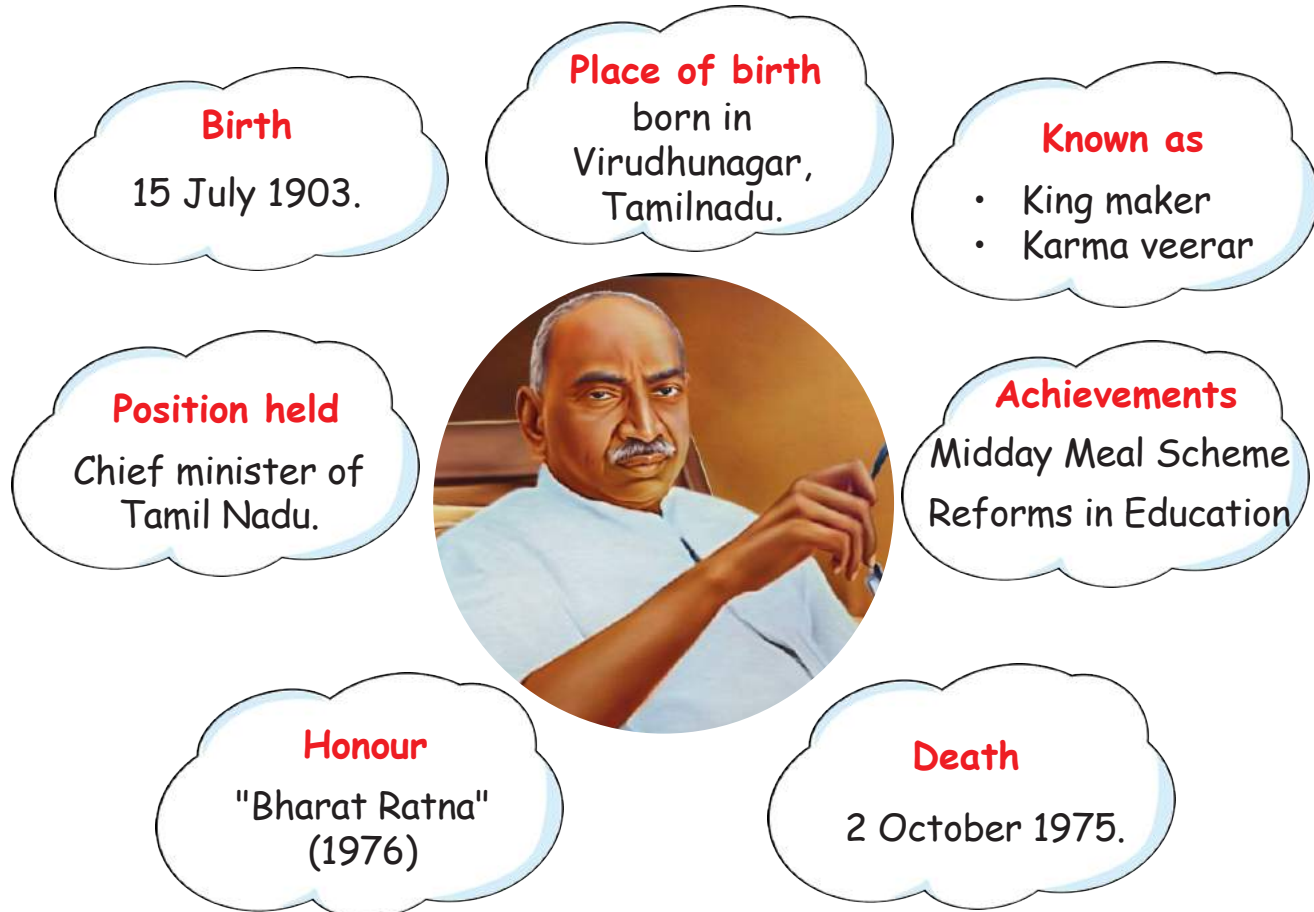 Birth
15 July 1903.
Place of birth
born in
Virudhunagar,
Tamilnadu.
Known as
• King maker
• Karma veerar
Position held
Chief minister of
Tamil Nadu.
Achievements
Midday Meal Scheme
Reforms in Education
Honour
"Bharat Ratna"
(1976)
Death
2 October 1975.